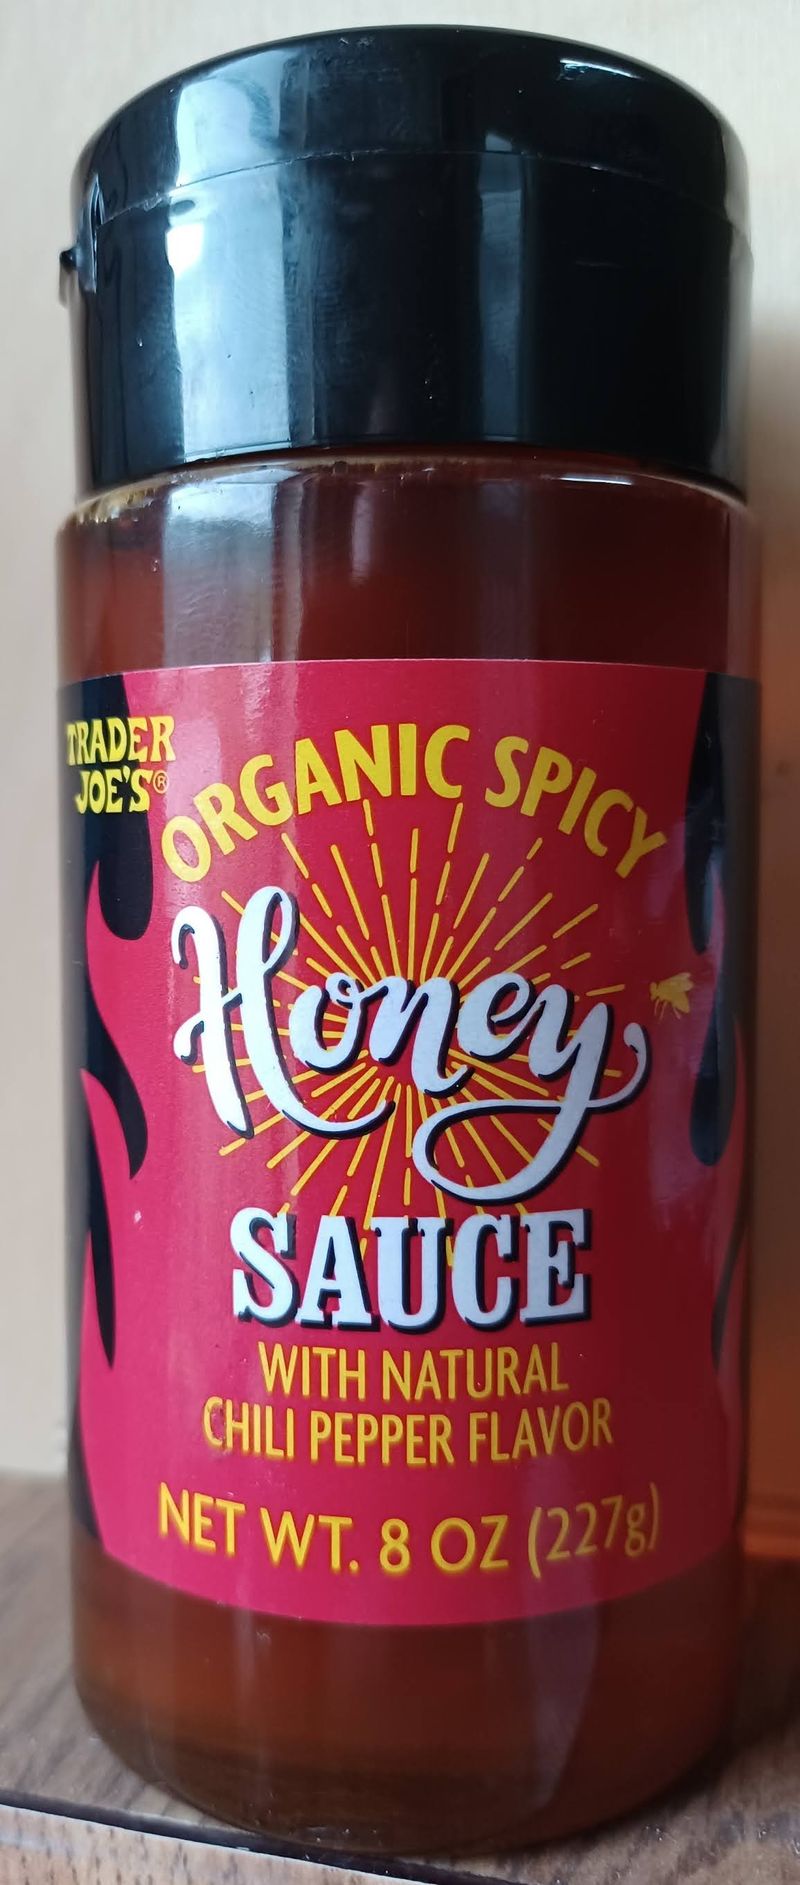 TRADER
JOE'S®
ORGANIC SPICY
Honey
SAUCE
WITH NATURAL
CHILI PEPPER FLAVOR
NET WT. 8 OZ (227g)